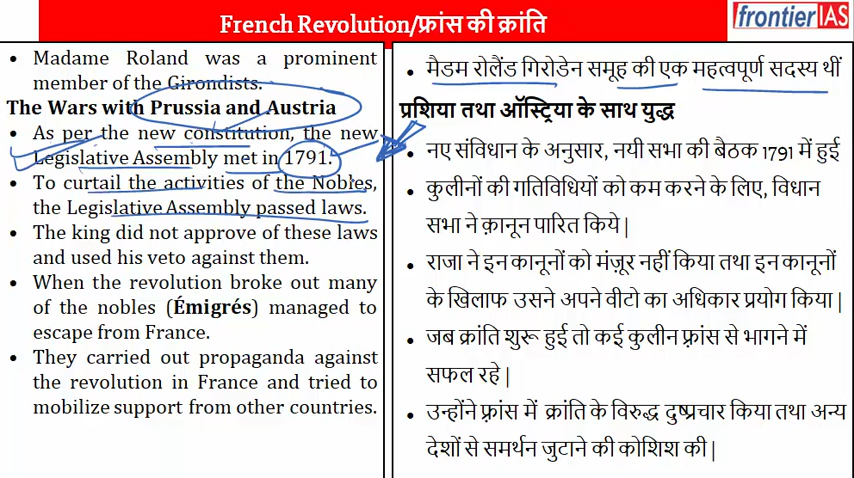 French Revolution/फ्रांस की क्रांति
frontierIAS
Madame Roland was a prominent
member of the Girondists.
The Wars with Prussia and Austria
• As per the new constitution, the new
Legislative Assembly met in 1791.
• To curtail the activities of the Nobles,
the Legislative Assembly passed laws.
• The king did not approve of these laws
and used his veto against them.
• When the revolution broke out many
of the nobles (Émigrés) managed to
escape from France.
• They carried out propaganda against
the revolution in France and tried to
mobilize support from other countries.
• मैडम रोलैंड गिरोडेन समूह की एक महत्वपूर्ण सदस्य थीं
प्रशिया तथा ऑस्ट्रिया के साथ युद्ध
• नए संविधान के अनुसार, नयी सभा की बैठक 1791 में हुई
• कुलीनों की गतिविधियों को कम करने के लिए, विधान
सभा ने क़ानून पारित किये |
• राजा ने इन कानूनों को मंज़ूर नहीं किया तथा इन कानूनों
के खिलाफ उसने अपने वीटो का अधिकार प्रयोग किया |
• जब क्रांति शुरू हुई तो कई कुलीन फ़्रांस से भागने में
सफल रहे |
• उन्होंने फ़्रांस में क्रांति के विरुद्ध दुष्प्रचार किया तथा अन्य
देशों से समर्थन जुटाने की कोशिश की |